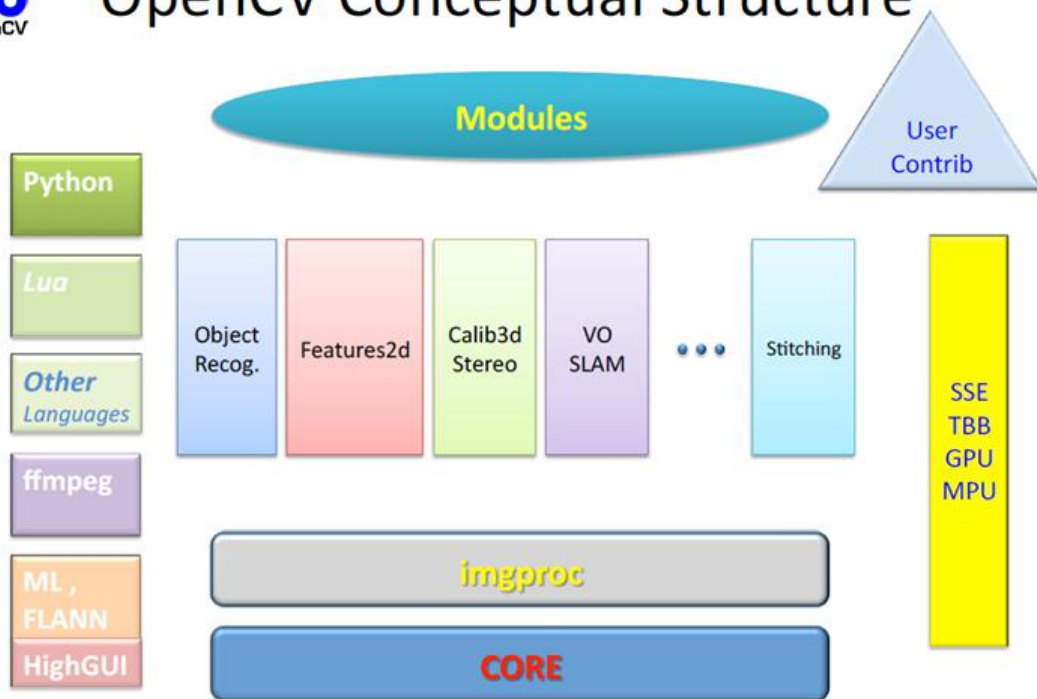 OpenCV Conceptual Structure
Modules
User
Contrib
Python
Lua
Other
Languages
ffmpeg
ML ,
FLANN
HighGUI
Object
Recog.
Features2d
Calib3d
Stereo
VO
SLAM
•••
Stitching
SSE
TBB
GPU
MPU
imgproc
CORE